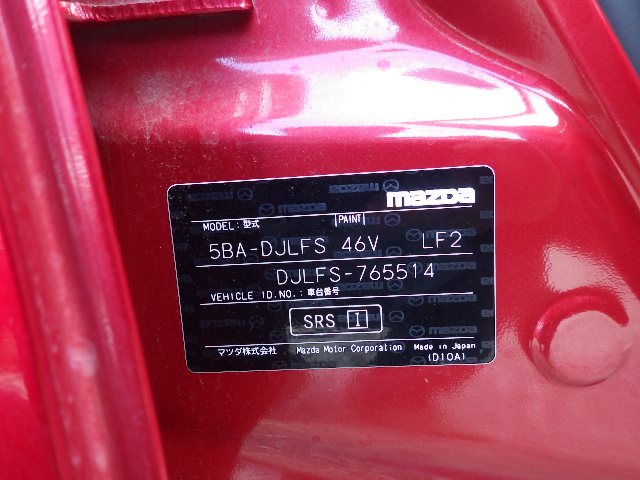 mazda
MODEL:型式 PAINT
5BA-DJLFS 46V LF2
DJLFS-765514
VEHICLE ID.NO.:車台番号
SRS I
マツダ株式会社 Mazda Motor Corporation Made in Japan
(D10A)